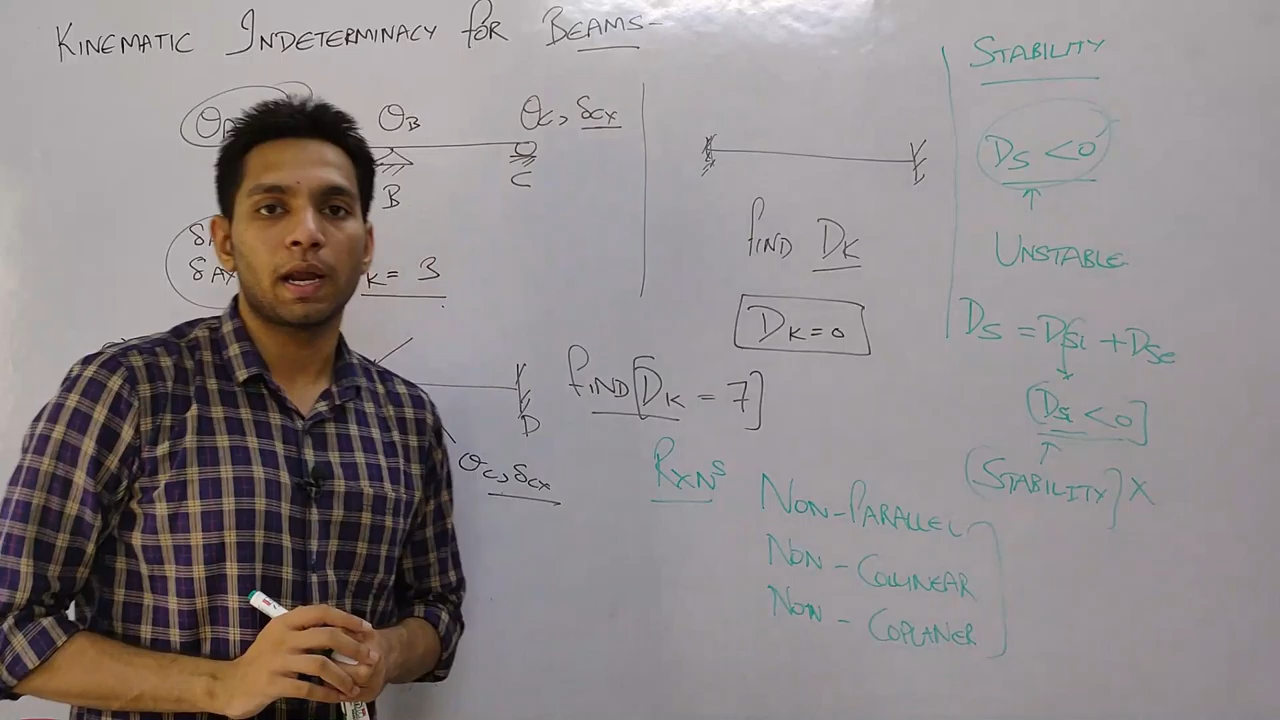 KINEMATIC INDETERMINACY FOR BEAMS-
θB
θC, δCX
B
C
K = 3
FIND DK
DK = 0
D
FIND [DK = 7]
θC, δCX
STABILITY
DS < 0
↑
UNSTABLE
DS = DSi + DSe
[DSi < 0]
↑
(STABILITY) X
RXNS
NON-PARALLEL
NON-COLLINEAR
NON-COPLANER